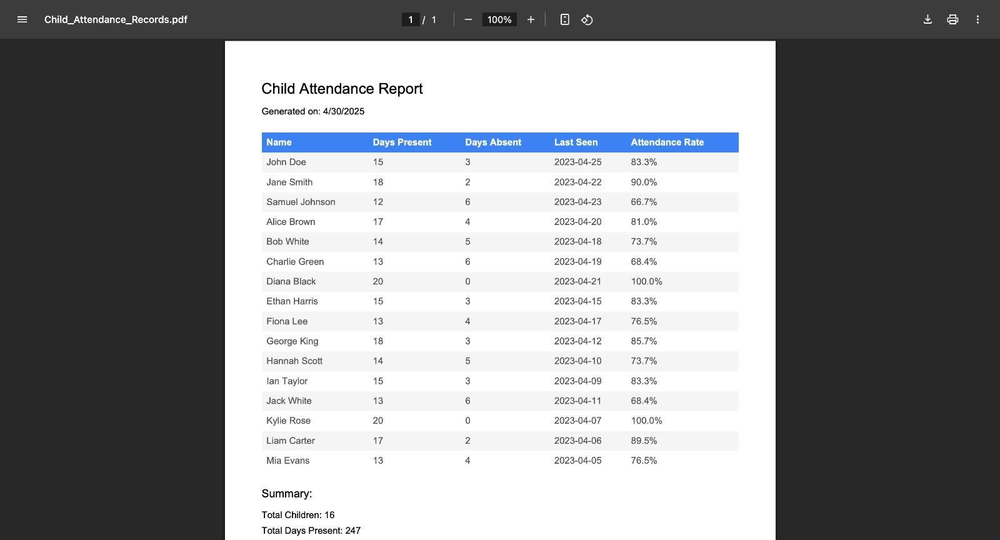 Child_Attendance_Records.pdf 1 / 1 100%
Child Attendance Report
Generated on: 4/30/2025
Name Days Present Days Absent Last Seen Attendance Rate
John Doe 15 3 2023-04-25 83.3%
Jane Smith 18 2 2023-04-22 90.0%
Samuel Johnson 12 6 2023-04-23 66.7%
Alice Brown 17 4 2023-04-20 81.0%
Bob White 14 5 2023-04-18 73.7%
Charlie Green 13 6 2023-04-19 68.4%
Diana Black 20 0 2023-04-21 100.0%
Ethan Harris 15 3 2023-04-15 83.3%
Fiona Lee 13 4 2023-04-17 76.5%
George King 18 3 2023-04-12 85.7%
Hannah Scott 14 5 2023-04-10 73.7%
Ian Taylor 15 3 2023-04-09 83.3%
Jack White 13 6 2023-04-11 68.4%
Kylie Rose 20 0 2023-04-07 100.0%
Liam Carter 17 2 2023-04-06 89.5%
Mia Evans 13 4 2023-04-05 76.5%
Summary:
Total Children: 16
Total Days Present: 247